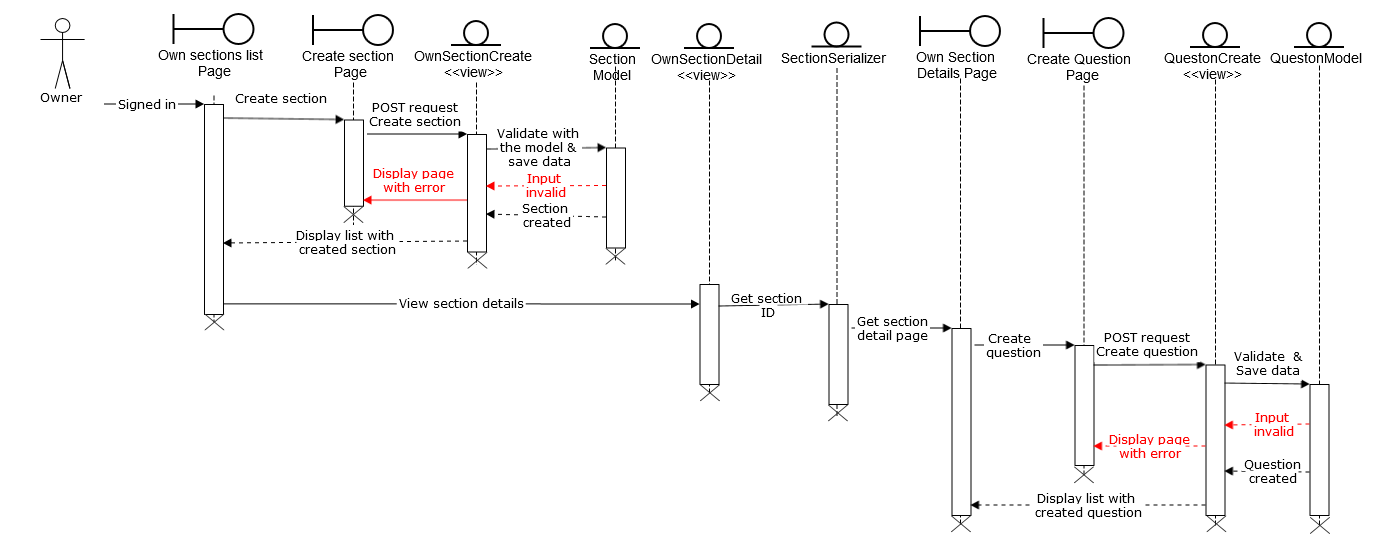 Owner
Own sections list
Page
Create section
Page
OwnSectionCreate
<<view>>
Section
Model
OwnSectionDetail
<<view>>
SectionSerializer
Own Section
Details Page
Create Question
Page
QuestonCreate
<<view>>
QuestonModel
Signed in
Create section
POST request
Create section
Validate with
the model &
save data
Display page
with error
Input
invalid
Section
created
Display list with
created section
View section details
Get section
ID
Get section
detail page
Create
question
POST request
Create question
Validate &
Save data
Input
invalid
Display page
with error
Question
created
Display list with
created question